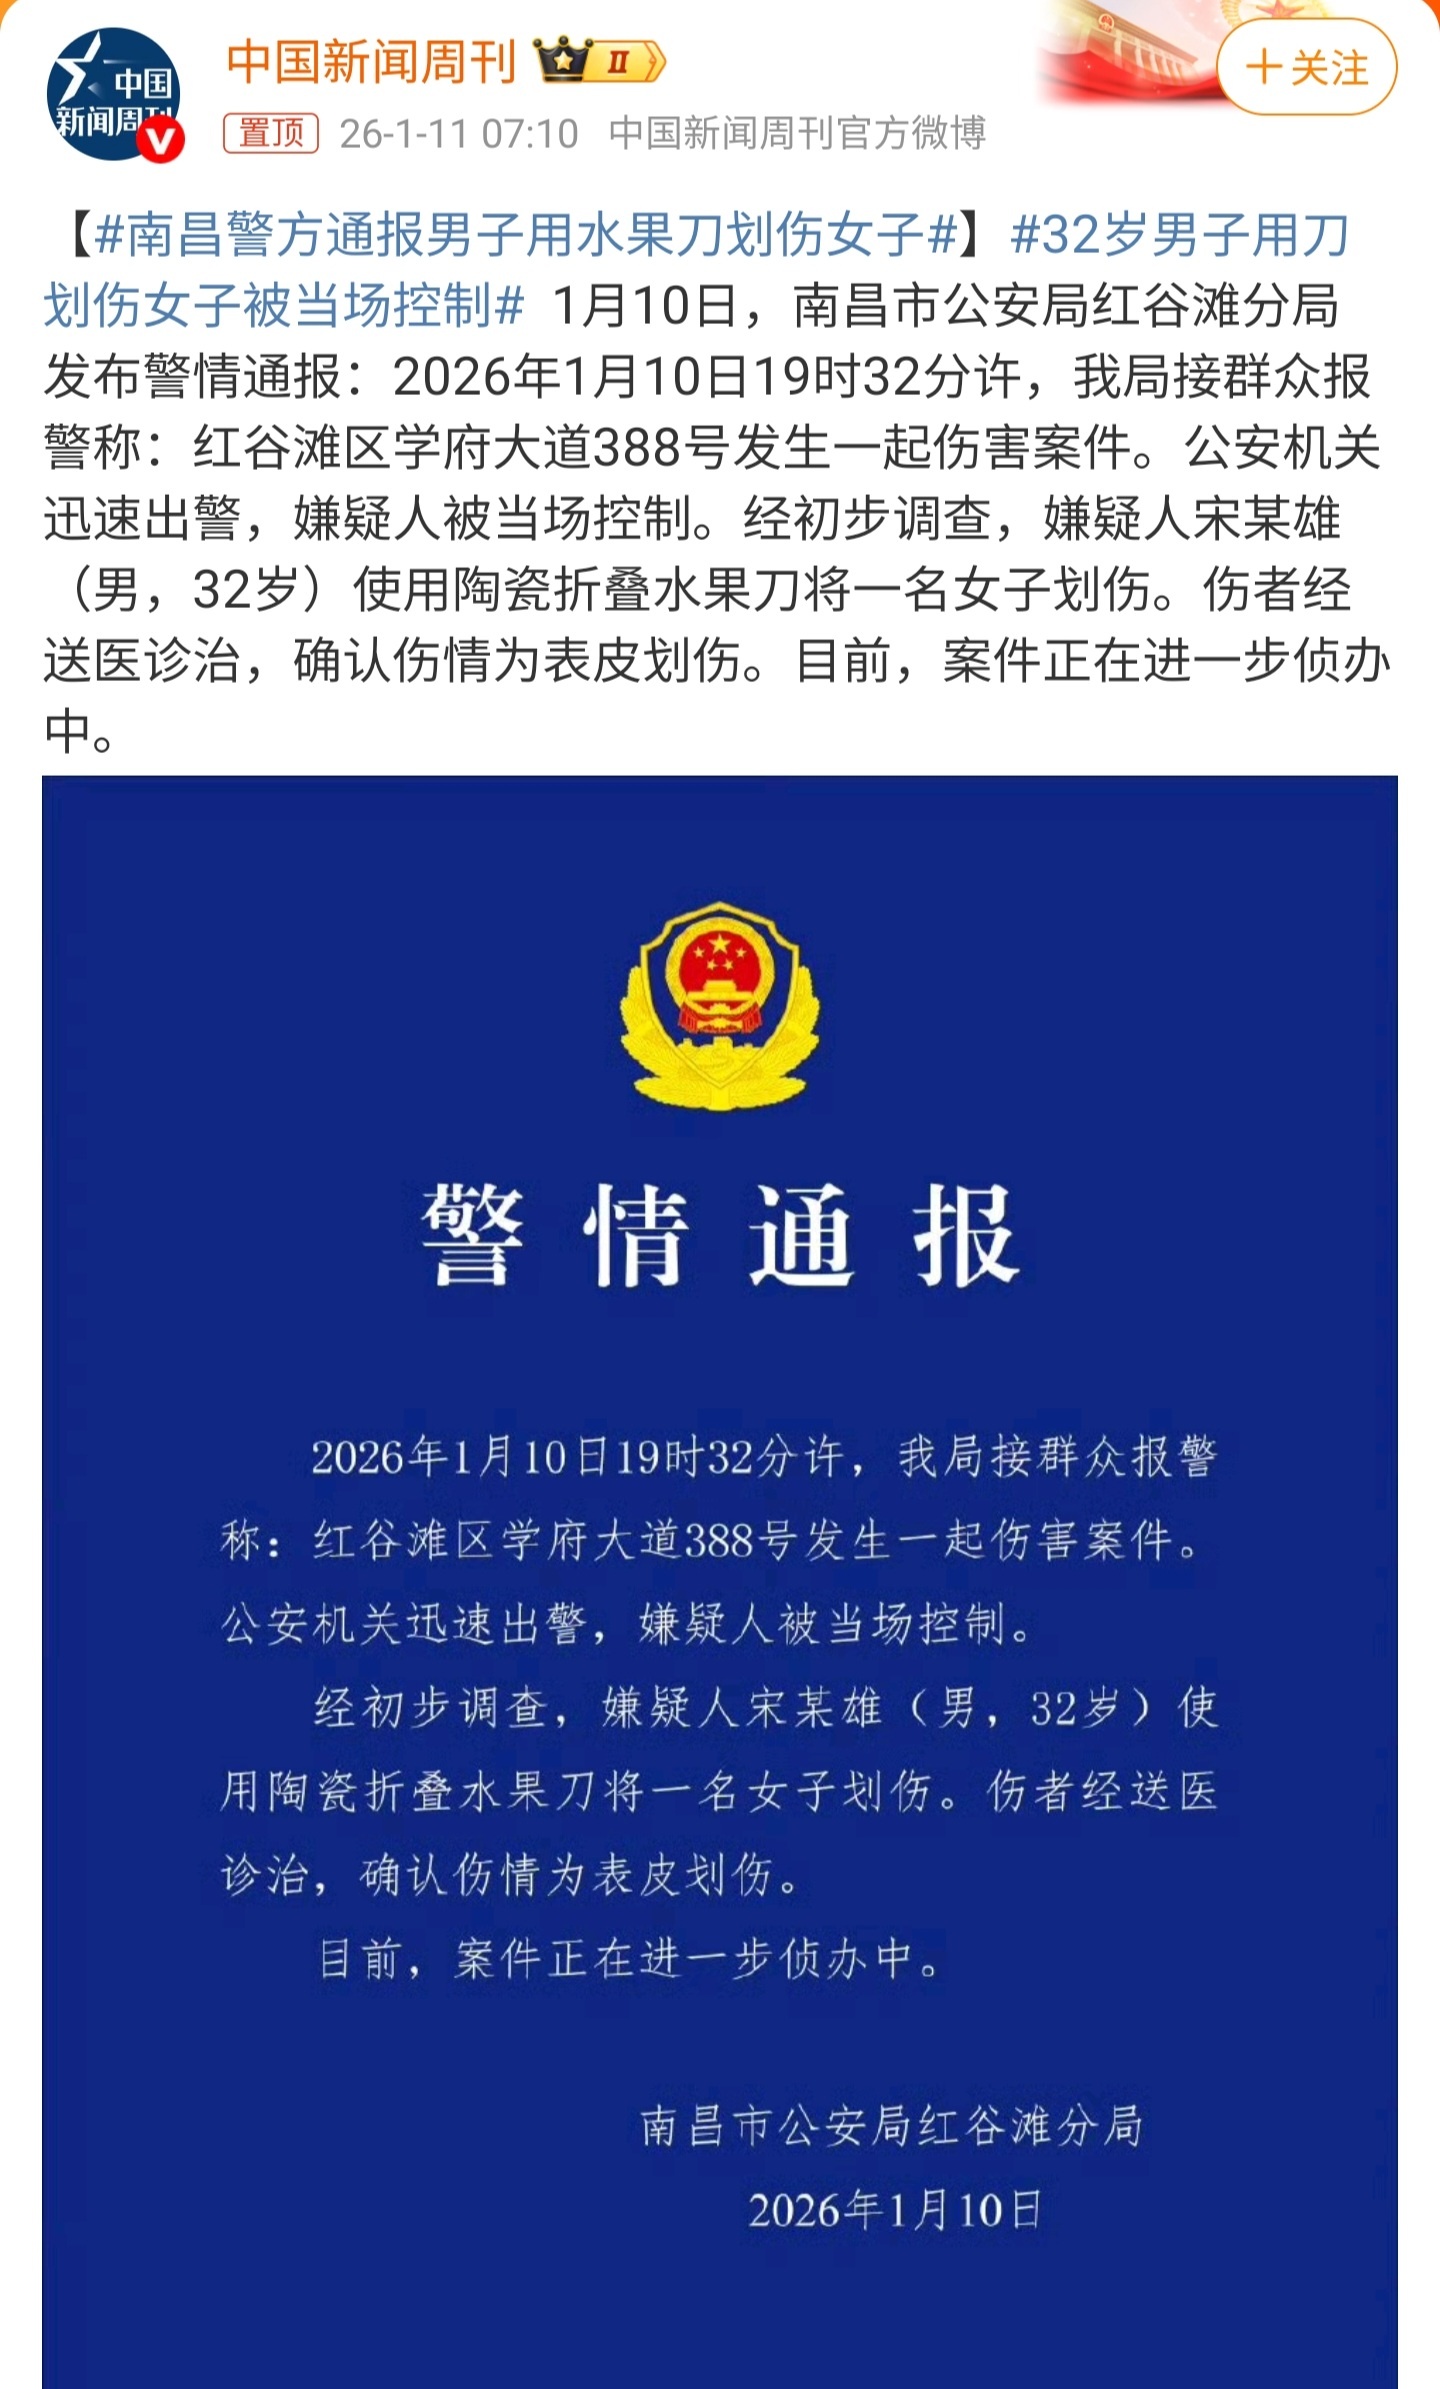 中国
新闻周刊
中国新闻周刊
II
+关注
置顶 26-1-11 07:10 中国新闻周刊官方微博
【#南昌警方通报男子用水果刀划伤女子#】#32岁男子用刀
划伤女子被当场控制# 1月10日，南昌市公安局红谷滩分局
发布警情通报：2026年1月10日19时32分许，我局接群众报
警称：红谷滩区学府大道388号发生一起伤害案件。公安机关
迅速出警，嫌疑人被当场控制。经初步调查，嫌疑人宋某雄
（男，32岁）使用陶瓷折叠水果刀将一名女子划伤。伤者经
送医诊治，确认伤情为表皮划伤。目前，案件正在进一步侦办
中。
警情通报
2026年1月10日19时32分许，我局接群众报警
称：红谷滩区学府大道388号发生一起伤害案件。
公安机关迅速出警，嫌疑人被当场控制。
经初步调查，嫌疑人宋某雄（男，32岁）使
用陶瓷折叠水果刀将一名女子划伤。伤者经送医
诊治，确认伤情为表皮划伤。
目前，案件正在进一步侦办中。
南昌市公安局红谷滩分局
2026年1月10日